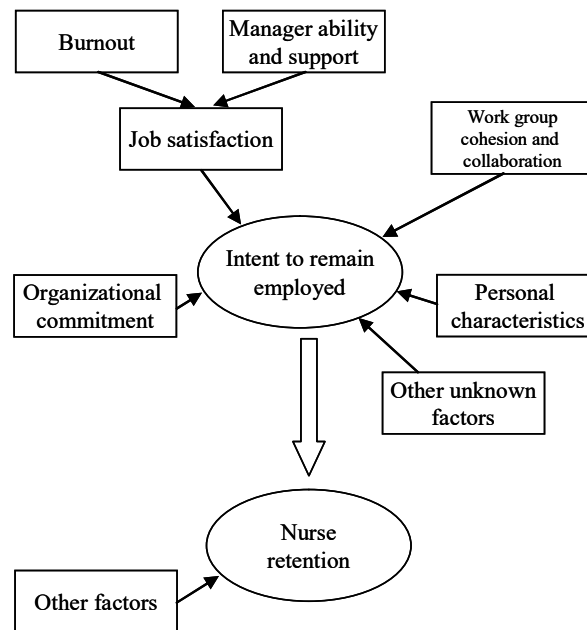 Burnout
Manager ability
and support
Job satisfaction
Work group
cohesion and
collaboration
Intent to remain
employed
Organizational
commitment
Personal
characteristics
Other unknown
factors
Nurse
retention
Other factors